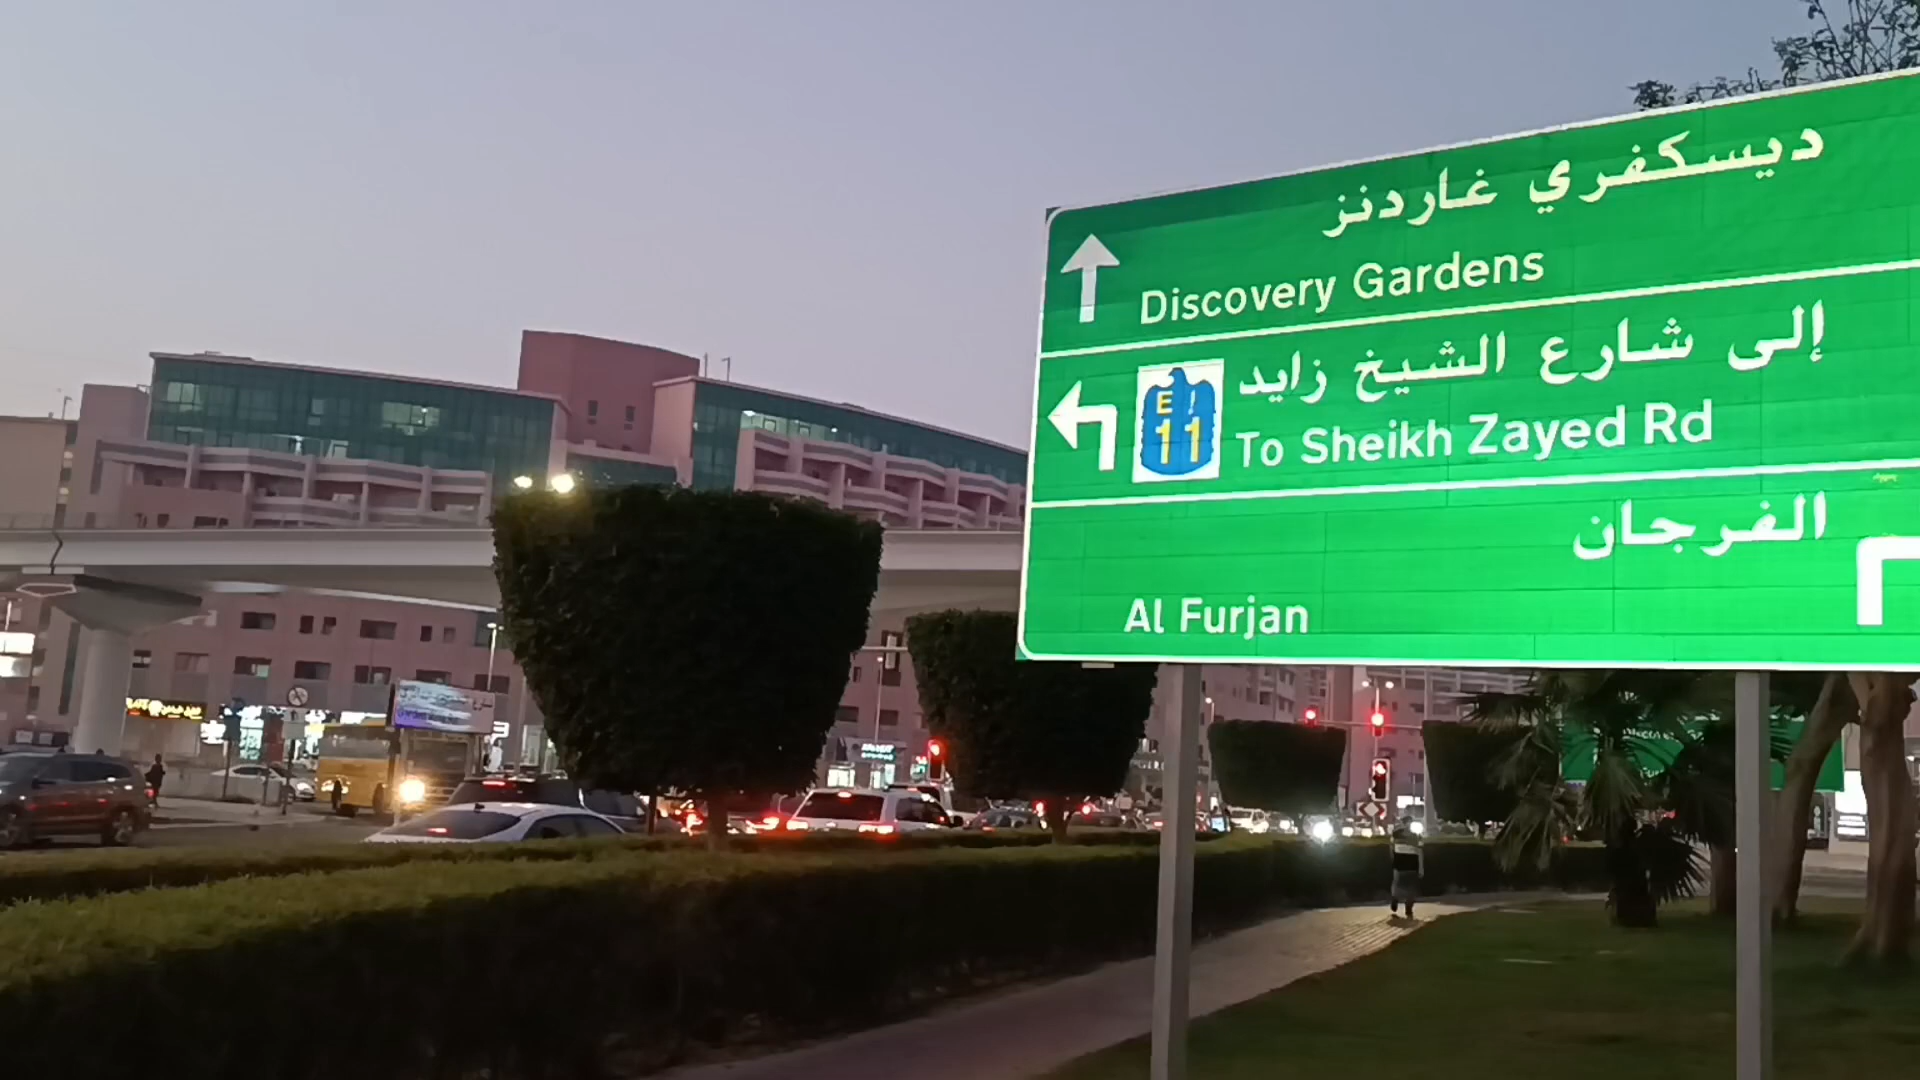 ديسكفري غاردنز
Discovery Gardens
إلى شارع الشيخ زايد
E إ
11
To Sheikh Zayed Rd
الفرجان
Al Furjan